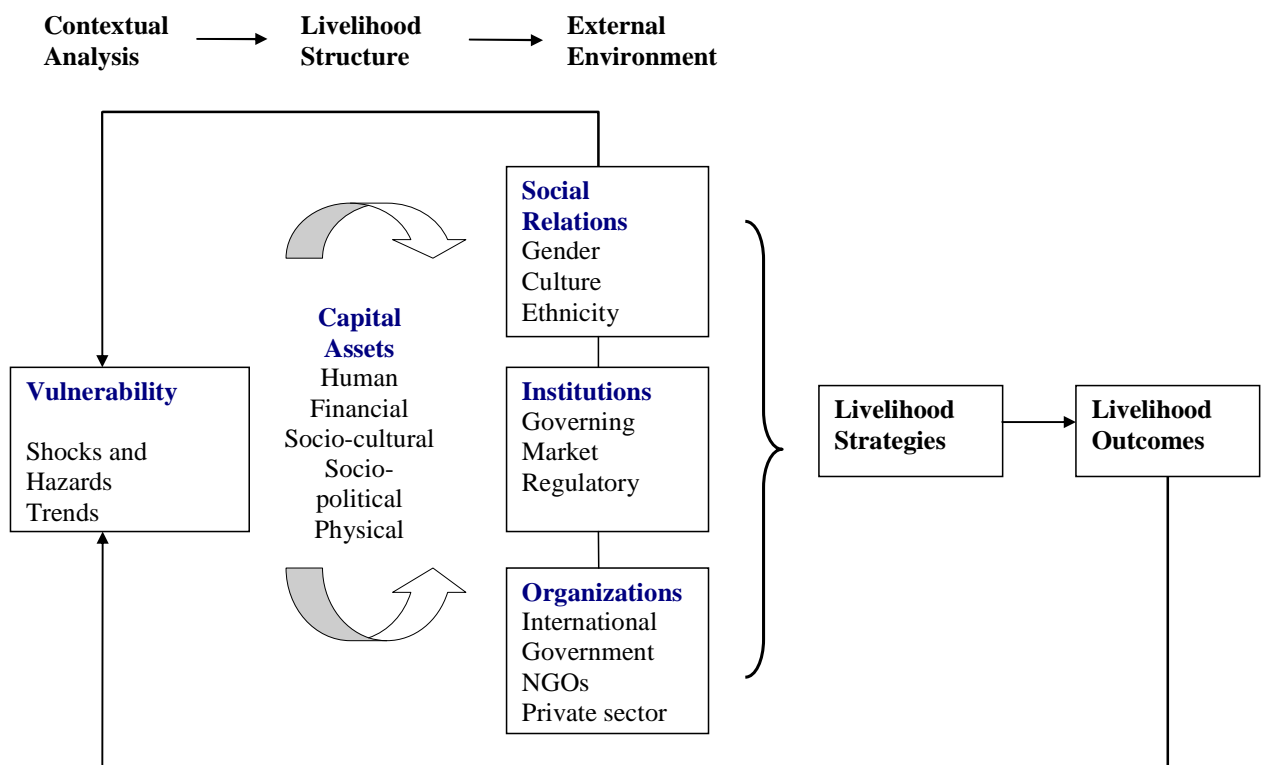 Contextual
Analysis
Livelihood
Structure
External
Environment
Vulnerability
Shocks and
Hazards
Trends
Capital
Assets
Human
Financial
Socio-cultural
Socio-
political
Physical
Social
Relations
Gender
Culture
Ethnicity
Institutions
Governing
Market
Regulatory
Organizations
International
Government
NGOs
Private sector
Livelihood
Strategies
Livelihood
Outcomes